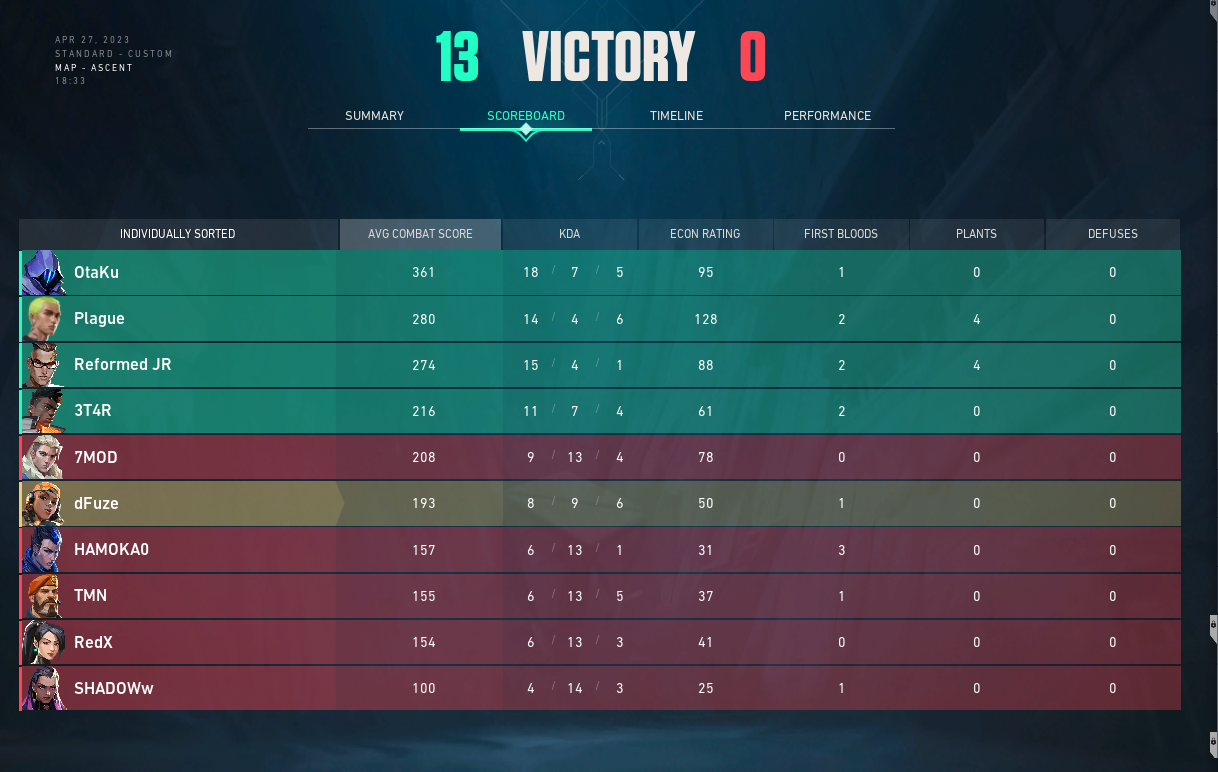 APR 27, 2023
STANDARD - CUSTOM
MAP - ASCENT
18:33
13 VICTORY 0
SUMMARY SCOREBOARD TIMELINE PERFORMANCE
INDIVIDUALLY SORTED AVG COMBAT SCORE KDA ECON RATING FIRST BLOODS PLANTS DEFUSES
OtaKu 361 18 / 7 / 5 95 1 0 0
Plague 280 14 / 4 / 6 128 2 4 0
Reformed JR 274 15 / 4 / 1 88 2 4 0
3T4R 216 11 / 7 / 4 61 2 0 0
7MOD 208 9 / 13 / 4 78 0 0 0
dFuze 193 8 / 9 / 6 50 1 0 0
HAMOKA0 157 6 / 13 / 1 31 3 0 0
TMN 155 6 / 13 / 5 37 1 0 0
RedX 154 6 / 13 / 3 41 0 0 0
SHADOWw 100 4 / 14 / 3 25 1 0 0